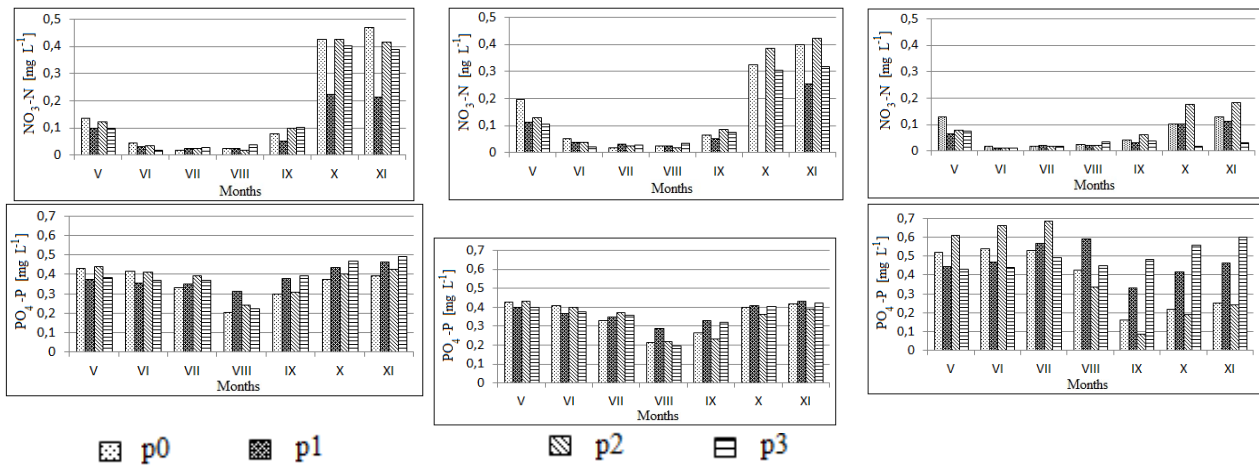 NO3-N [mg L-1]
0,5
0,4
0,3
0,2
0,1
0
V VI VII VIII IX X XI
Months
NO3-N [ng L-1]
0,5
0,4
0,3
0,2
0,1
0
V VI VII VIII IX X XI
Months
NO3-N [mg L-1]
0,5
0,4
0,3
0,2
0,1
0
V VI VII VIII IX X XI
Months
PO4-P [mg L-1]
0,7
0,6
0,5
0,4
0,3
0,2
0,1
0
V VI VII VIII IX X XI
Months
PO4-P [mg L-1]
0,7
0,6
0,5
0,4
0,3
0,2
0,1
0
V VI VII VIII IX X XI
Months
PO4-P [mg L-1]
0,7
0,6
0,5
0,4
0,3
0,2
0,1
0
V VI VII VIII IX X XI
Months
p0 p1 p2 p3